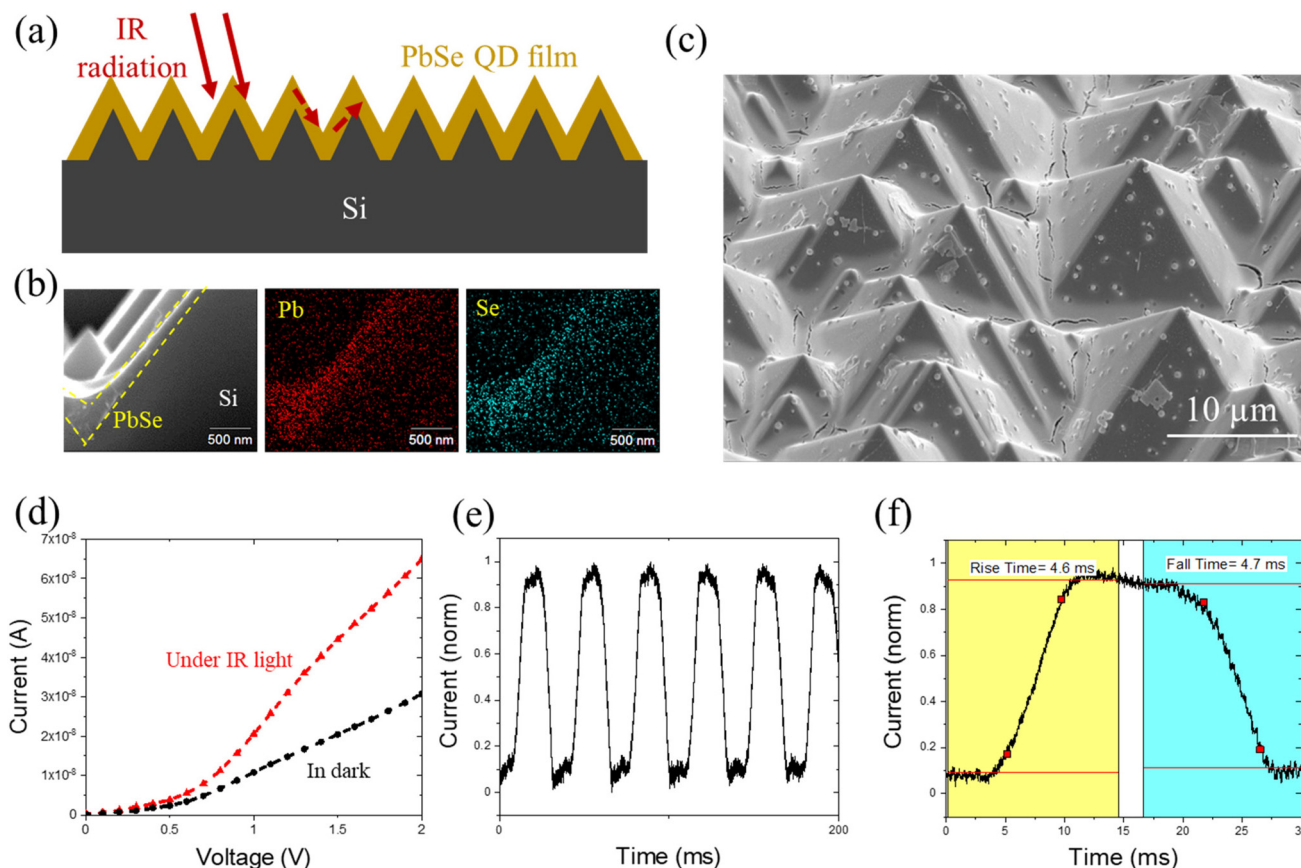 (a)
IR
radiation
PbSe QD film
Si
(b)
PbSe
Si
500 nm
Pb
500 nm
Se
500 nm
(c)
10 µm
(d)
Current (A)
7x10⁻⁸
6x10⁻⁸
5x10⁻⁸
4x10⁻⁸
3x10⁻⁸
2x10⁻⁸
1x10⁻⁸
0
Under IR light
In dark
0 0.5 1.0 1.5 2
Voltage (V)
(e)
Current (norm)
1
0.8
0.6
0.4
0.2
0
0 100 200
Time (ms)
(f)
Current (norm)
1
0.8
0.6
0.4
0.2
0
Rise Time= 4.6 ms
Fall Time= 4.7 ms
0 5 10 15 20 25 30
Time (ms)